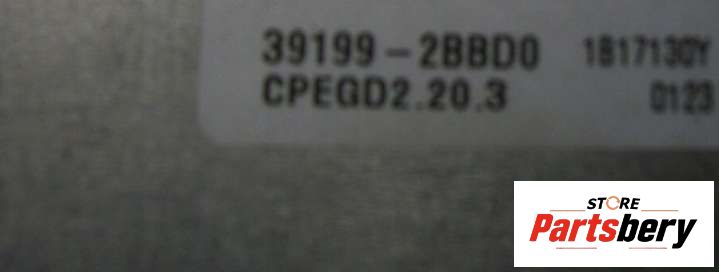 39199-2BBD0 1817130Y
CPEGD2.20.3 0123
STORE
Partsbery